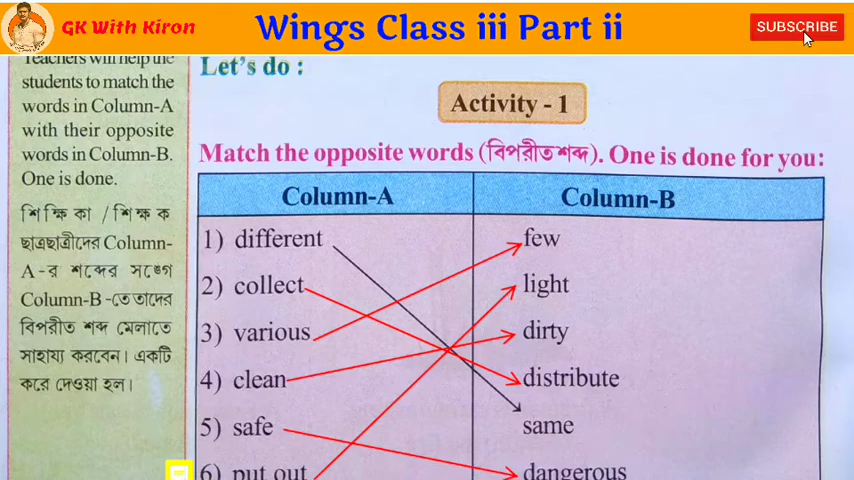 GK With Kiron
Wings Class iii Part ii
SUBSCRIBE
Teachers will help the
students to match the
words in Column-A
with their opposite
words in Column-B.
One is done.
শিক্ষিকা / শিক্ষক
ছাত্রছাত্রীদের Column-
A-র শব্দের সঙ্গে
Column-B -তে তাদের
বিপরীত শব্দ মেলাতে
সাহায্য করবেন। একটি
করে দেওয়া হল।
Let's do :
Activity - 1
Match the opposite words (বিপরীত শব্দ). One is done for you:
Column-A Column-B
1) different few
2) collect light
3) various dirty
4) clean distribute
5) safe same
6) put out dangerous